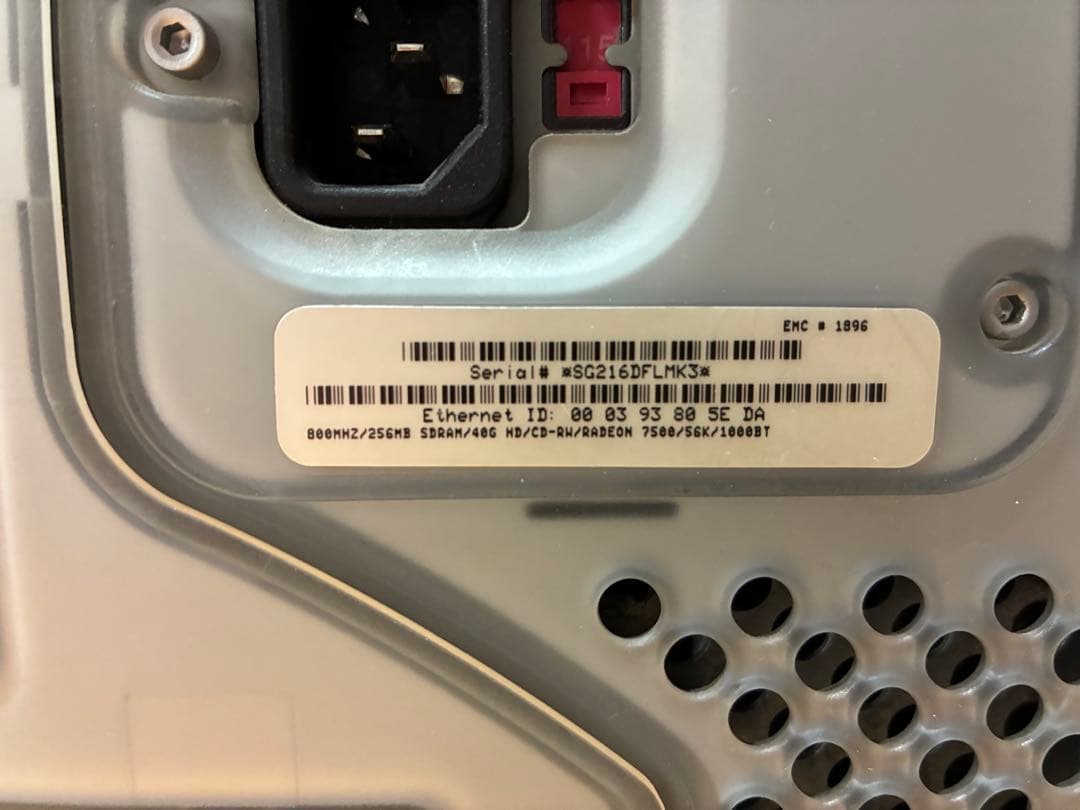 115
EMC # 1896
Serial# *SG216DFLMK3*
Ethernet ID: 00 03 93 80 5E DA
800MHZ/256MB SDRAM/40G HD/CD-RW/RADEON 7500/56K/1000BT